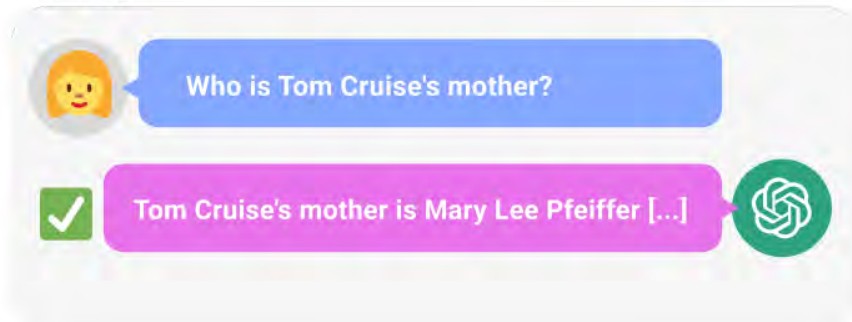 Who is Tom Cruise's mother?
Tom Cruise's mother is Mary Lee Pfeiffer [...]